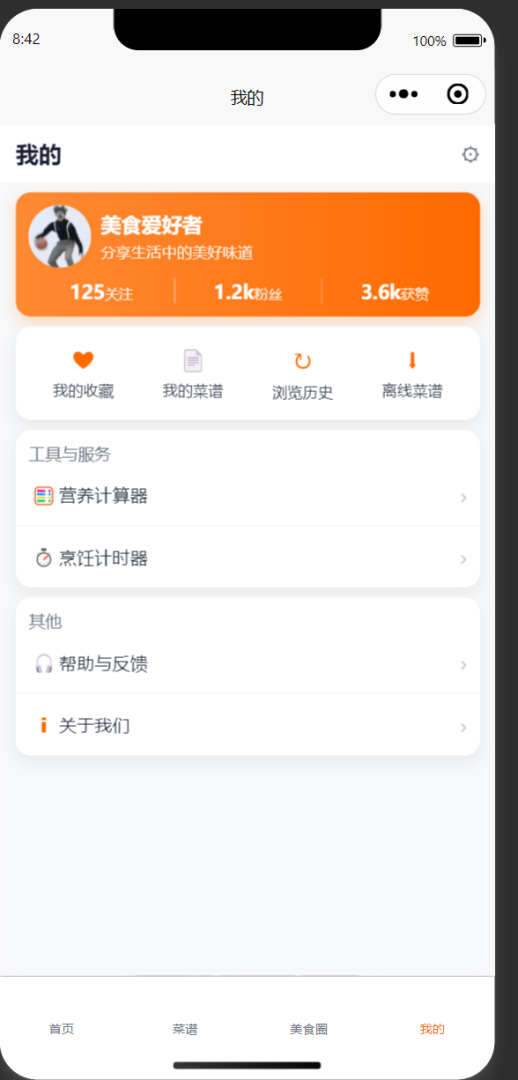 8:42
100%
我的
我的
美食爱好者
分享生活中的美好味道
125关注 1.2k粉丝 3.6k获赞
我的收藏 我的菜谱 浏览历史 离线菜谱
工具与服务
营养计算器
烹饪计时器
其他
帮助与反馈
关于我们
首页 菜谱 美食圈 我的